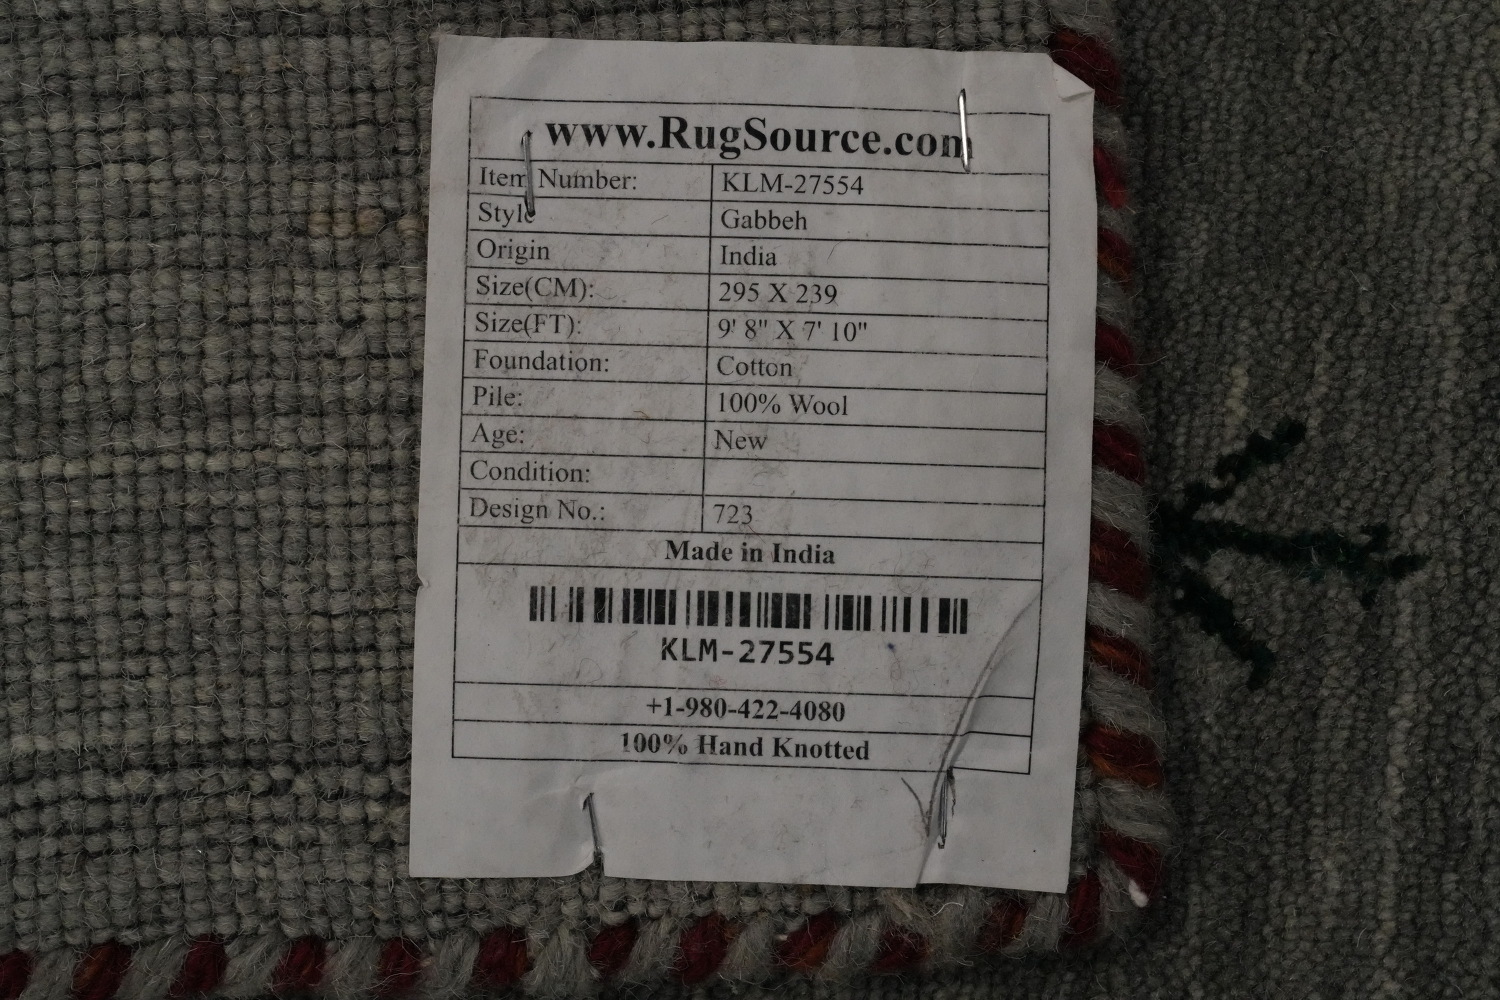 www.RugSource.com
Item Number: KLM-27554
Style Gabbeh
Origin India
Size(CM): 295 X 239
Size(FT): 9' 8" X 7' 10"
Foundation: Cotton
Pile: 100% Wool
Age: New
Condition:
Design No.: 723
Made in India
KLM-27554
+1-980-422-4080
100% Hand Knotted